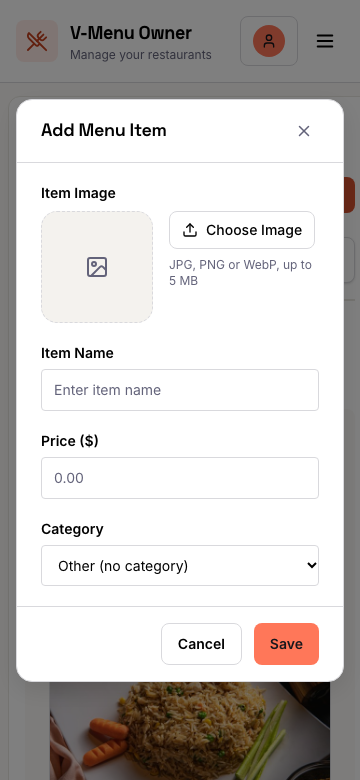 V-Menu Owner
Manage your restaurants
Add Menu Item
Item Image
Choose Image
JPG, PNG or WebP, up to
5 MB
Item Name
Enter item name
Price ($)
0.00
Category
Other (no category)
Cancel
Save